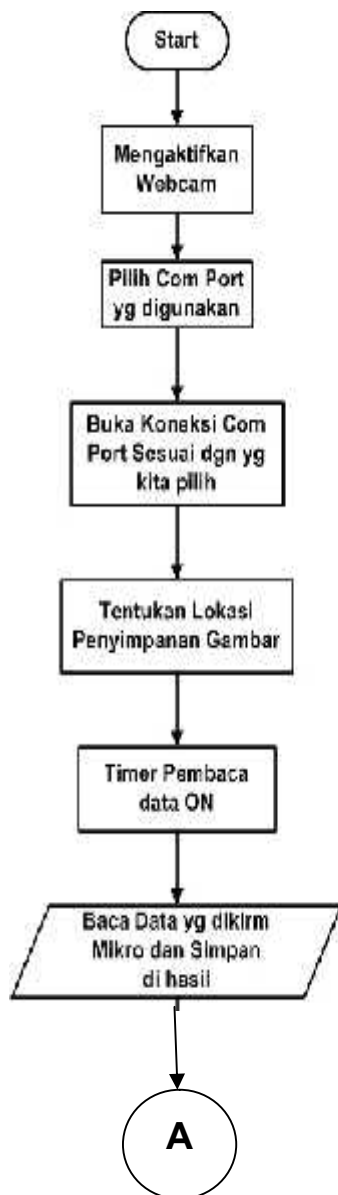 Start
Mengaktifkan
Webcam
Pilih Com Port
yg digunakan
Buka Koneksi Com
Port Sesuai dgn yg
kita pilih
Tentukan Lokasi
Penyimpanan Gambar
Timer Pembaca
data ON
Baca Data yg dikirm
Mikro dan Simpan
di hasil
A